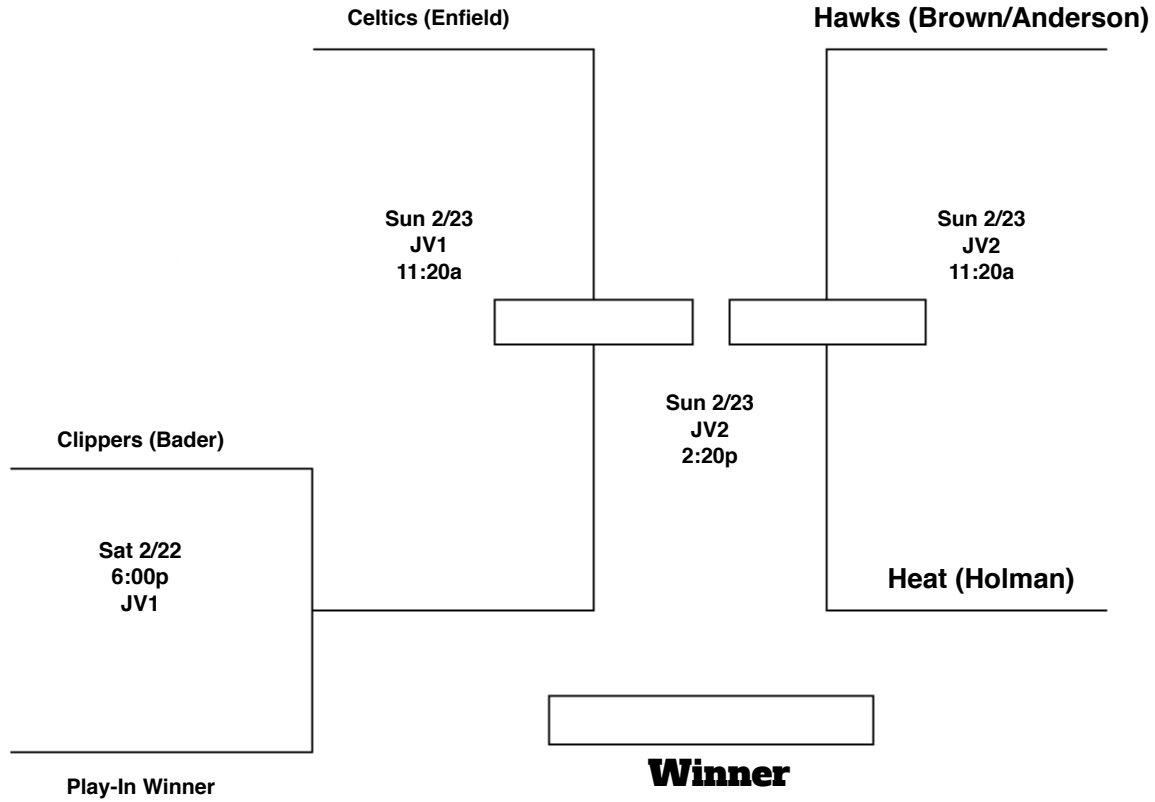 Celtics (Enfield)
Hawks (Brown/Anderson)
Sun 2/23
JV1
11:20a
Sun 2/23
JV2
11:20a
Sun 2/23
JV2
2:20p
Clippers (Bader)
Sat 2/22
6:00p
JV1
Heat (Holman)
Play-In Winner
Winner